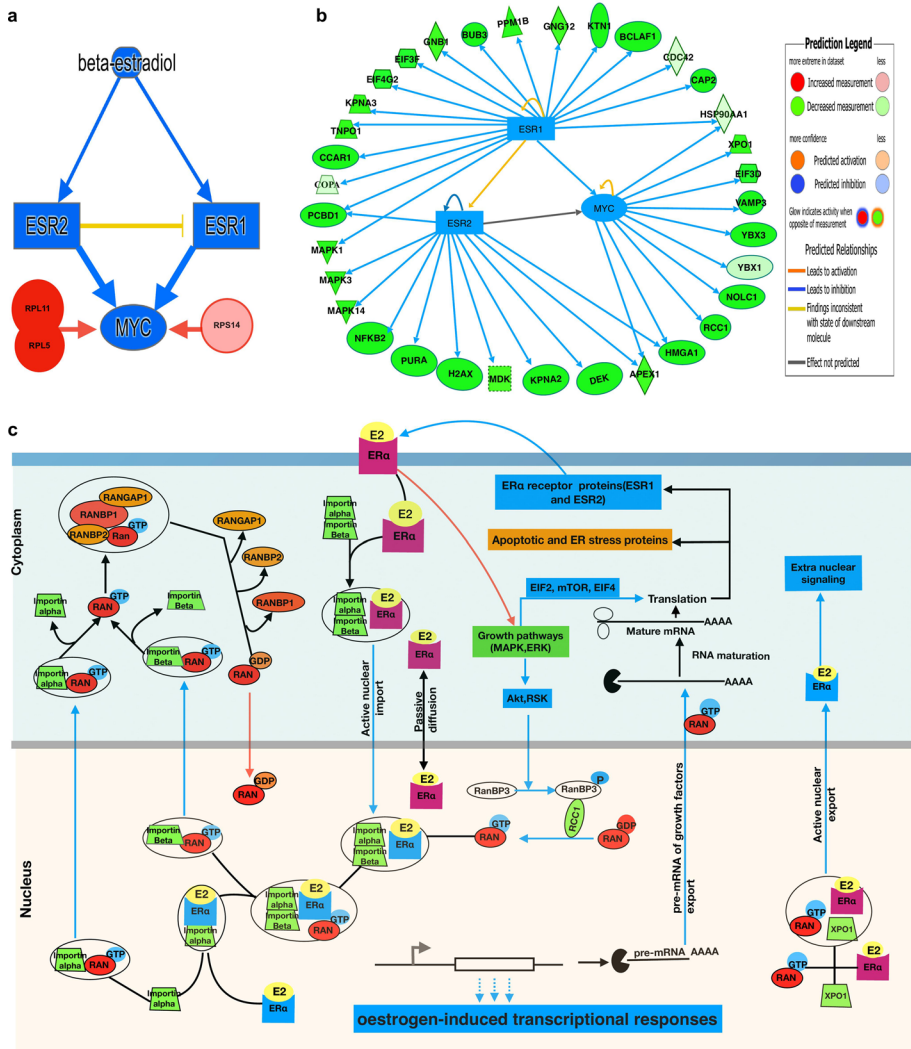 a
beta-estradiol
ESR2
ESR1
RPL11
RPL5
MYC
RPS14
b
PPM1B
GNG12
KTN1
BUB3
BCLAF1
GNB1
CDC42
EIF3F
CAP2
EIF4G2
KPNA3
HSP90AA1
TNPO1
ESR1
XPO1
CCAR1
EIF3D
COPA
VAMP3
PCBD1
ESR2
MYC
YBX3
MAPK1
YBX1
MAPK3
NOLC1
MAPK14
RCC1
NFKB2
HMGA1
PURA
H2AX
MDK
KPNA2
DEK
APEX1
Prediction Legend
more extreme in dataset
less
Increased measurement
Decreased measurement
more confidence
less
Predicted activation
Predicted inhibition
Glow indicates activity when
opposite of measurement
Predicted Relationships
Leads to activation
Leads to inhibition
Findings inconsistent
with state of downstream
molecule
Effect not predicted
c
Cytoplasm
Nucleus
E2
ERα
RANGAP1
RANBP1
RANBP2
Ran
GTP
RANGAP1
RANBP2
RANBP1
RAN
GDP
Importin
alpha
RAN
GTP
Importin
Beta
Importin
alpha
RAN
GTP
Importin
Beta
RAN
GTP
Importin
alpha
Importin
Beta
E2
ERα
Importin
alpha
Importin
Beta
E2
ERα
Active nuclear
import
E2
ERα
Passive
diffusion
E2
ERα
ERα receptor proteins(ESR1
and ESR2)
Apoptotic and ER stress proteins
EIF2, mTOR, EIF4
Translation
Growth pathways
(MAPK,ERK)
AAAA
Mature mRNA
RNA maturation
AAAA
Akt,RSK
RAN
GTP
Extra nuclear
signaling
E2
ERα
RAN
GDP
RanBP3
RanBP3
P
RCC1
RAN
GTP
RAN
GDP
pre-mRNA of growth factors
export
Active nuclear
export
Importin
Beta
RAN
GTP
Importin
alpha
Importin
Beta
E2
ERα
E2
ERα
Importin
alpha
Importin
alpha
Importin
Beta
E2
ERα
RAN
GTP
Importin
alpha
RAN
GTP
Importin
alpha
E2
ERα
pre-mRNA
AAAA
E2
ERα
RAN
GTP
XPO1
RAN
GTP
E2
ERα
XPO1
oestrogen-induced transcriptional responses